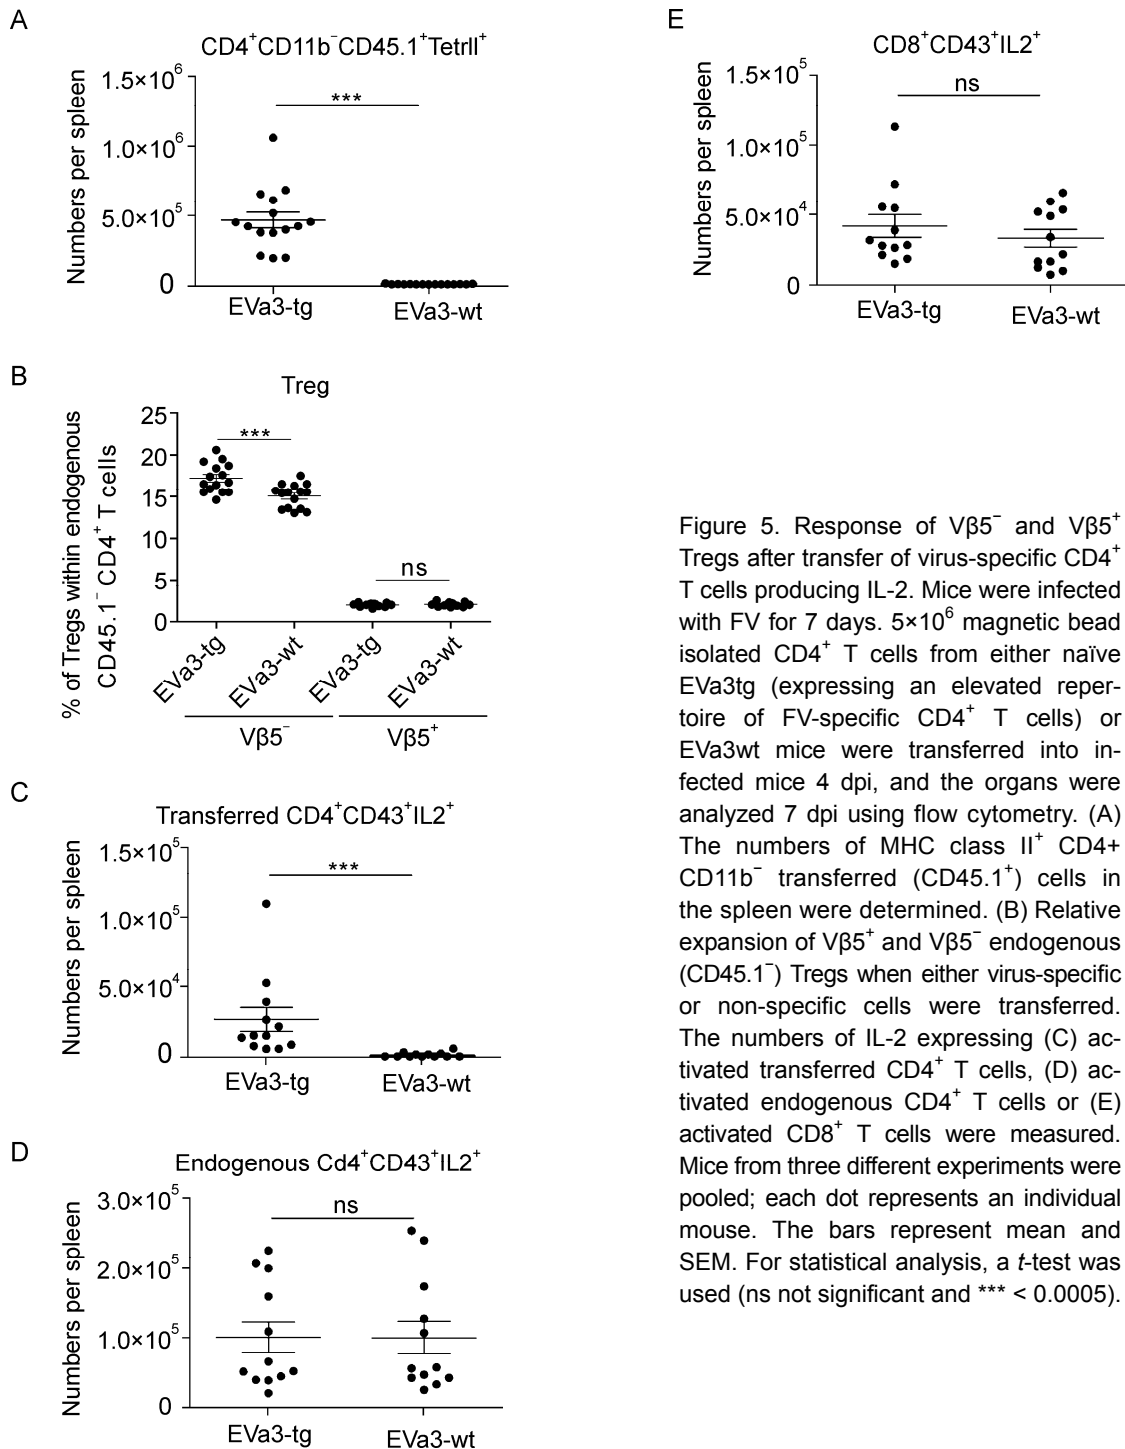 A
CD4⁺CD11b⁻CD45.1⁺TetrII⁺
Numbers per spleen
1.5×10⁶
1.0×10⁶
5.0×10⁵
0
***
EVa3-tg
EVa3-wt
B
Treg
% of Tregs within endogenous
CD45.1⁻ CD4⁺ T cells
25
20
15
10
5
0
***
ns
EVa3-tg
EVa3-wt
EVa3-tg
EVa3-wt
Vβ5⁻
Vβ5⁺
C
Transferred CD4⁺CD43⁺IL2⁺
Numbers per spleen
1.5×10⁵
1.0×10⁵
5.0×10⁴
0
***
EVa3-tg
EVa3-wt
D
Endogenous Cd4⁺CD43⁺IL2⁺
Numbers per spleen
3.0×10⁵
2.0×10⁵
1.0×10⁵
0
ns
EVa3-tg
EVa3-wt
E
CD8⁺CD43⁺IL2⁺
Numbers per spleen
1.5×10⁵
1.0×10⁵
5.0×10⁴
0
ns
EVa3-tg
EVa3-wt
Figure 5. Response of Vβ5⁻ and Vβ5⁺
Tregs after transfer of virus-specific CD4⁺
T cells producing IL-2. Mice were infected
with FV for 7 days. 5×10⁶ magnetic bead
isolated CD4⁺ T cells from either naïve
EVa3tg (expressing an elevated reper-
toire of FV-specific CD4⁺ T cells) or
EVa3wt mice were transferred into in-
fected mice 4 dpi, and the organs were
analyzed 7 dpi using flow cytometry. (A)
The numbers of MHC class II⁺ CD4+
CD11b⁻ transferred (CD45.1⁺) cells in
the spleen were determined. (B) Relative
expansion of Vβ5⁺ and Vβ5⁻ endogenous
(CD45.1⁻) Tregs when either virus-specific
or non-specific cells were transferred.
The numbers of IL-2 expressing (C) ac-
tivated transferred CD4⁺ T cells, (D) ac-
tivated endogenous CD4⁺ T cells or (E)
activated CD8⁺ T cells were measured.
Mice from three different experiments were
pooled; each dot represents an individual
mouse. The bars represent mean and
SEM. For statistical analysis, a t-test was
used (ns not significant and *** < 0.0005).